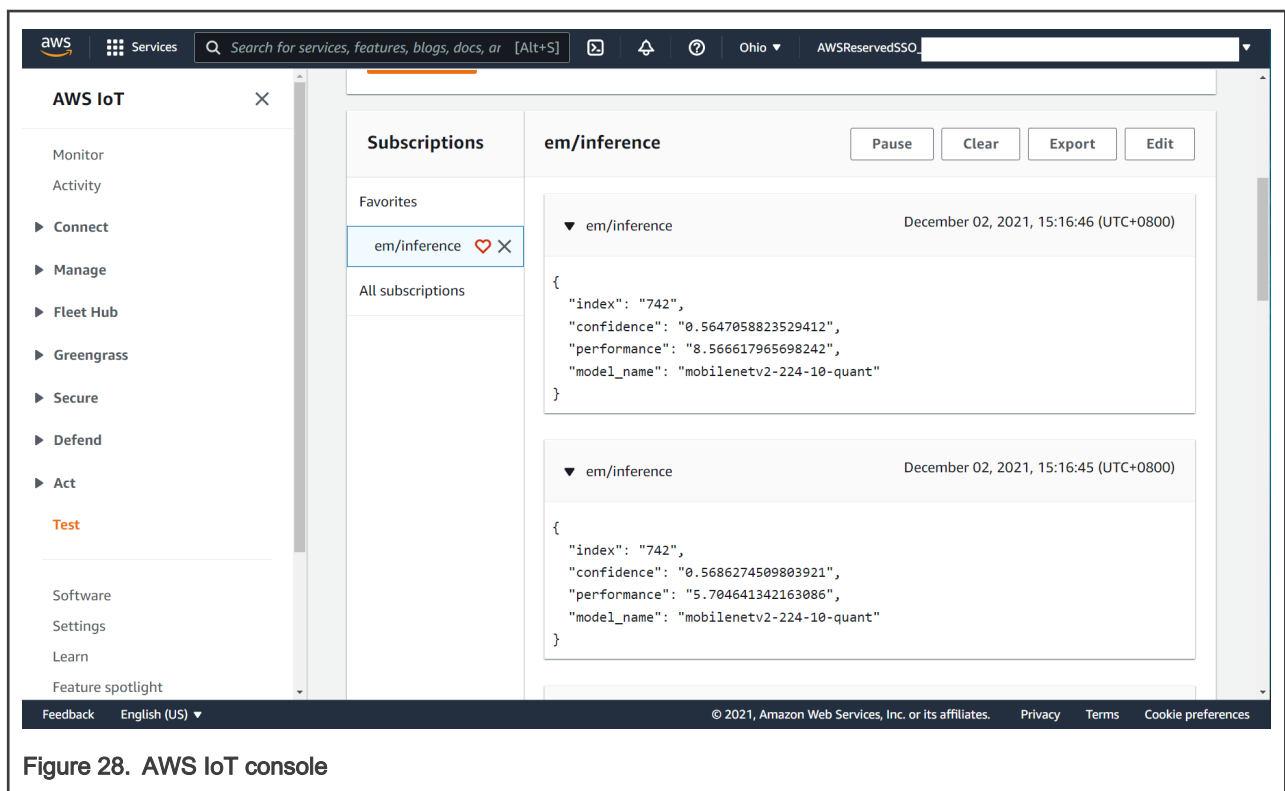 aws Services Search for services, features, blogs, docs, ar [Alt+S] Ohio ▼ AWSReservedSSO_
AWS IoT
Monitor
Activity
Connect
Manage
Fleet Hub
Greengrass
Secure
Defend
Act
Test
Software
Settings
Learn
Feature spotlight
Subscriptions
Favorites
em/inference
All subscriptions
em/inference Pause Clear Export Edit
em/inference December 02, 2021, 15:16:46 (UTC+0800)
{
"index": "742",
"confidence": "0.5647058823529412",
"performance": "8.566617965698242",
"model_name": "mobilenetv2-224-10-quant"
}
em/inference December 02, 2021, 15:16:45 (UTC+0800)
{
"index": "742",
"confidence": "0.5686274509803921",
"performance": "5.704641342163086",
"model_name": "mobilenetv2-224-10-quant"
}
Feedback English (US) ▼ © 2021, Amazon Web Services, Inc. or its affiliates. Privacy Terms Cookie preferences
Figure 28. AWS IoT console